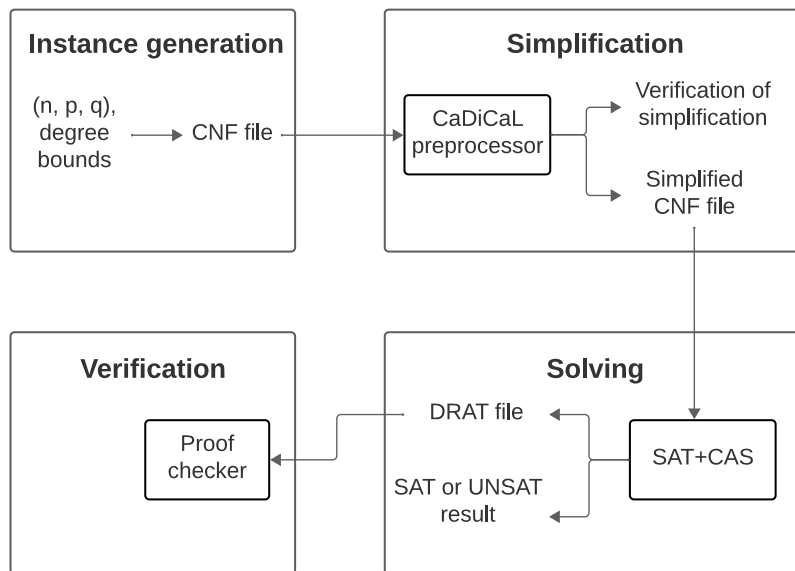 Instance generation
(n, p, q),
degree
bounds
CNF file
Simplification
CaDiCaL
preprocessor
Verification of
simplification
Simplified
CNF file
Verification
Proof
checker
Solving
DRAT file
SAT or UNSAT
result
SAT+CAS